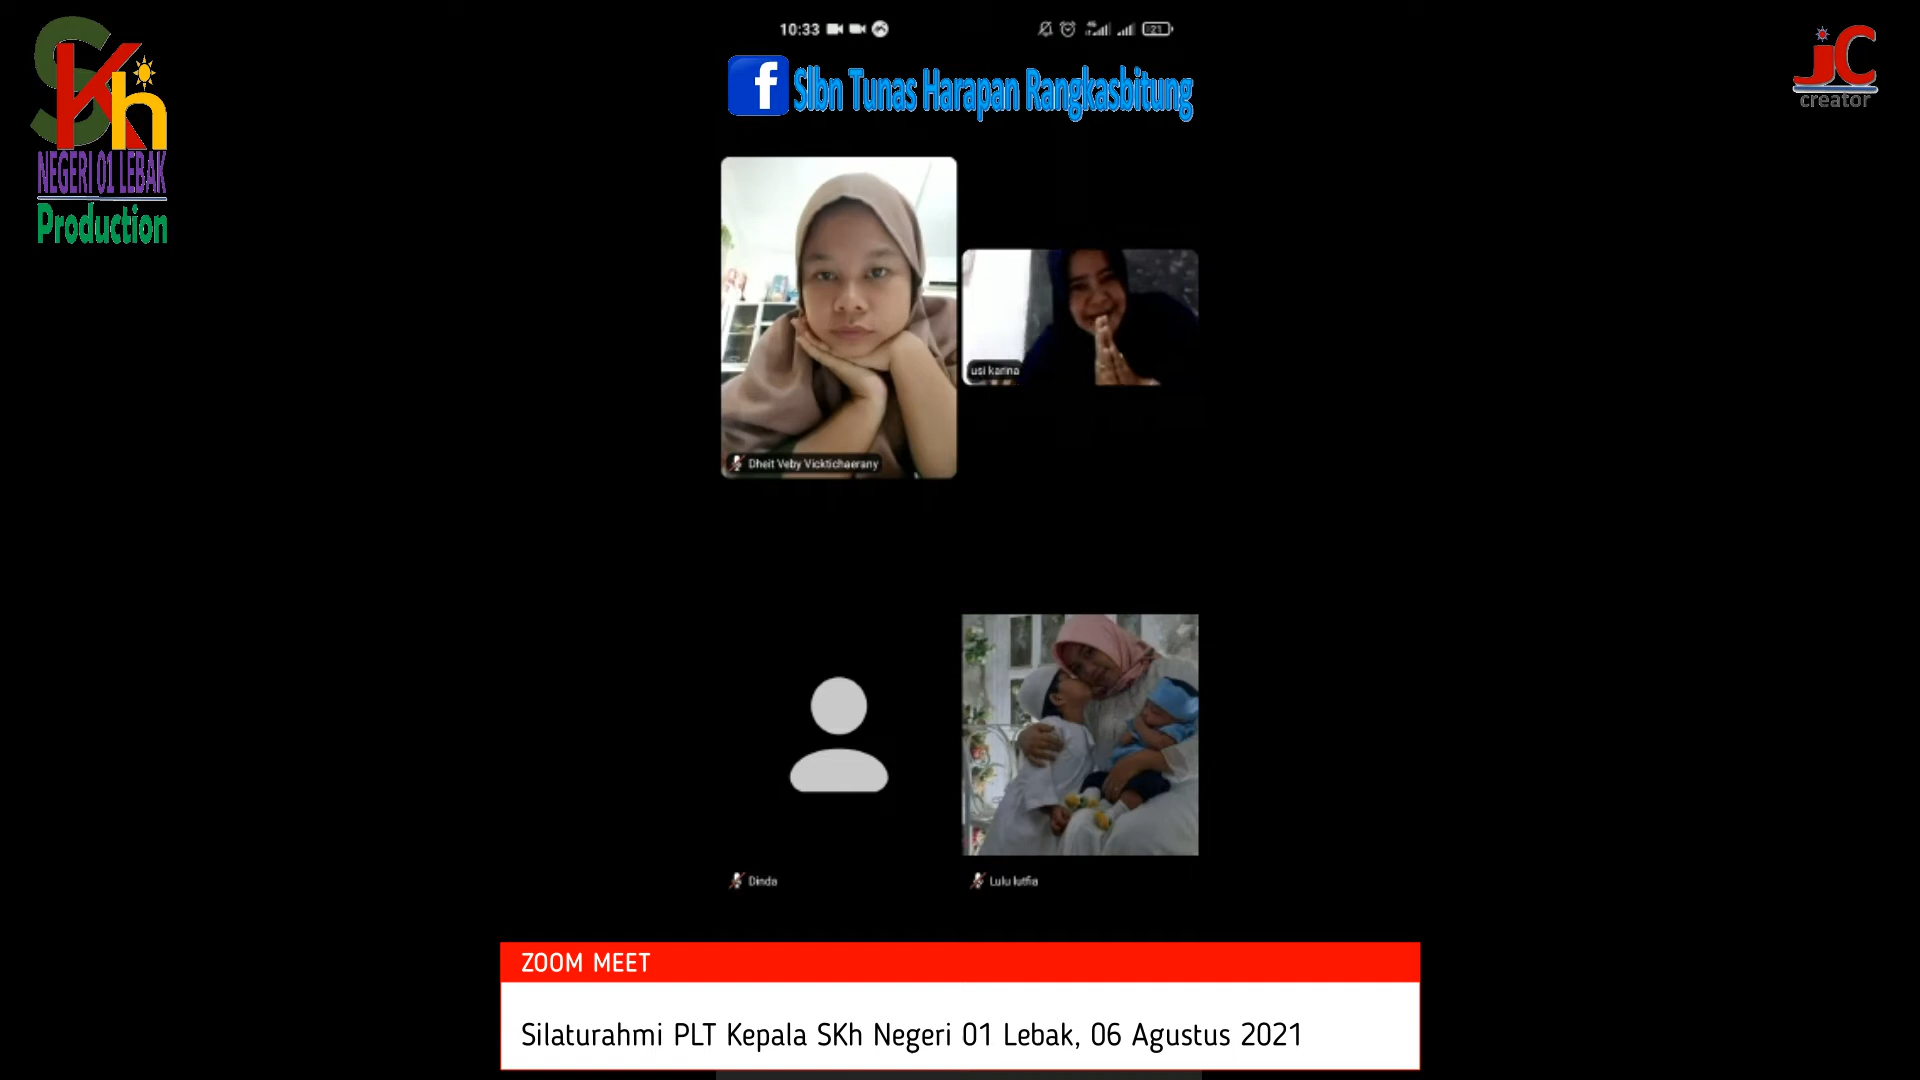 SKh
NEGERI 01 LEBAK
Production
10:33
21
f Slbn Tunas Harapan Rangkasbitung
jC
creator
usi karina
Dheit Veby Vicktichaerany
Dinda
Lulu lutfia
ZOOM MEET
Silaturahmi PLT Kepala SKh Negeri 01 Lebak, 06 Agustus 2021